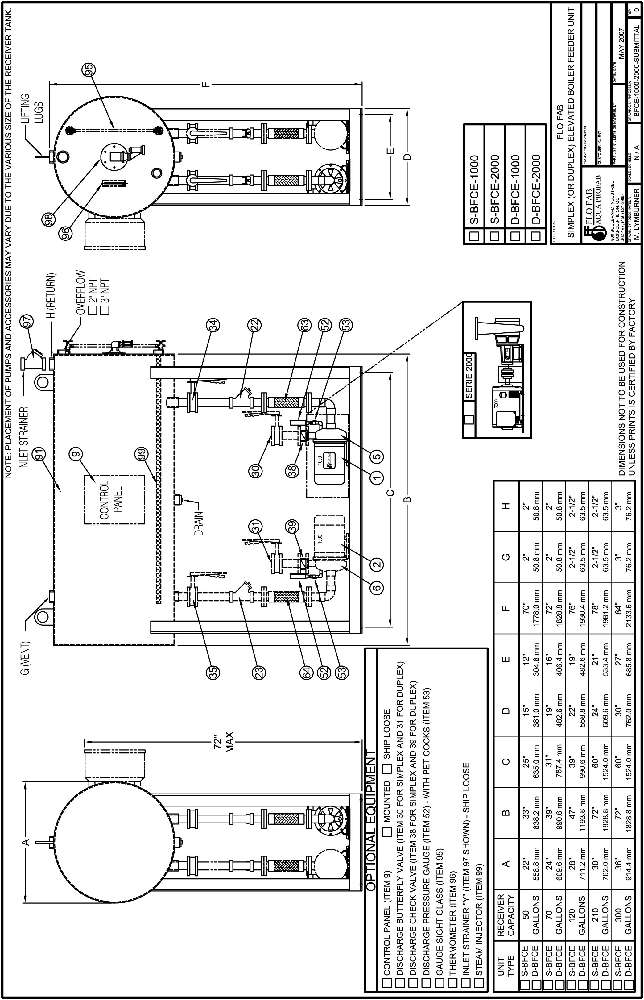 NOTE: PLACEMENT OF PUMPS AND ACCESSORIES MAY VARY DUE TO THE VARIOUS SIZE OF THE RECEIVER TANK.
A
72"
MAX
G (VENT)
INLET STRAINER
97
H (RETURN)
OVERFLOW
2" NPT
3" NPT
91
9
CONTROL
PANEL
99
DRAIN
35
23
64
52
53
31
39
2
6
1000
30
38
1
5
1000
FLO FAB
34
22
63
52
53
C
B
LIFTING
LUGS
95
98
96
F
E
D
SERIE 2000
2000
OPTIONAL EQUIPMENT
CONTROL PANEL (ITEM 9) MOUNTED SHIP LOOSE
DISCHARGE BUTTERFLY VALVE (ITEM 30 FOR SIMPLEX AND 31 FOR DUPLEX)
DISCHARGE CHECK VALVE (ITEM 38 FOR SIMPLEX AND 39 FOR DUPLEX)
DISCHARGE PRESSURE GAUGE (ITEM 52) - WITH PET COCKS (ITEM 53)
GAUGE SIGHT GLASS (ITEM 95)
THERMOMETER (ITEM 96)
INLET STRAINER "Y" (ITEM 97 SHOWN) - SHIP LOOSE
STEAM INJECTOR (ITEM 99)
UNIT TYPE RECEIVER CAPACITY A B C D E F G H
S-BFCE 50 22" 33" 25" 15" 12" 70" 2" 2"
D-BFCE GALLONS 558.8 mm 838.2 mm 635.0 mm 381.0 mm 304.8 mm 1778.0 mm 50.8 mm 50.8 mm
S-BFCE 70 24" 39" 31" 19" 16" 72" 2" 2"
D-BFCE GALLONS 609.6 mm 990.6 mm 787.4 mm 482.6 mm 406.4 mm 1828.8 mm 50.8 mm 50.8 mm
S-BFCE 120 28" 47" 39" 22" 19" 76" 2-1/2" 2-1/2"
D-BFCE GALLONS 711.2 mm 1193.8 mm 990.6 mm 558.8 mm 482.6 mm 1930.4 mm 63.5 mm 63.5 mm
S-BFCE 210 30" 72" 60" 24" 21" 78" 2-1/2" 2-1/2"
D-BFCE GALLONS 762.0 mm 1828.8 mm 1524.0 mm 609.6 mm 533.4 mm 1981.2 mm 63.5 mm 63.5 mm
S-BFCE 300 36" 72" 60" 30" 27" 84" 3" 3"
D-BFCE GALLONS 914.4 mm 1828.8 mm 1524.0 mm 762.0 mm 685.8 mm 2133.6 mm 76.2 mm 76.2 mm
DIMENSIONS NOT TO BE USED FOR CONSTRUCTION
UNLESS PRINTS IS CERTIFIED BY FACTORY
S-BFCE-1000
S-BFCE-2000
D-BFCE-1000
D-BFCE-2000
TITLE / TITRE
FLO FAB
SIMPLEX (OR DUPLEX) ELEVATED BOILER FEEDER UNIT
FLO FAB
AQUA PROFAB
860 BOULEVARD INDUSTRIEL
BOIS-DES-FILION, QC
J6Z 4V7, (450) 621-2995
ENGINEER / INGÉNIEUR
CUSTOMER / CLIENT
PART LIST N° / LISTE DE MATERIEL N°
DATE / DATE
MAY 2007
DRAWIN BY / DESSINATEUR
M. LYMBURNER
SCALE / ÉCHELLE
N / A
DRAWING N° / N° DESSIN
BFCE-1000-2000-SUBMITTAL
REV
0